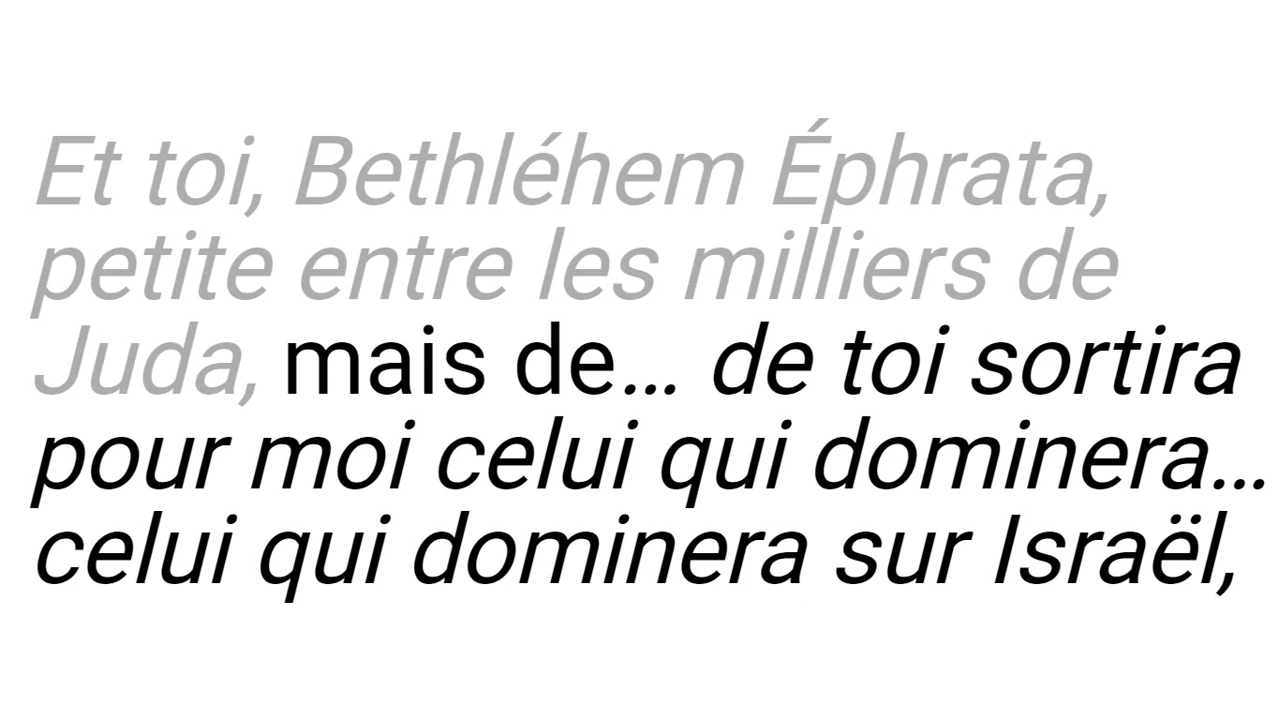 Et toi, Bethléhem Éphrata,
petite entre les milliers de
Juda, mais de… de toi sortira
pour moi celui qui dominera…
celui qui dominera sur Israël,